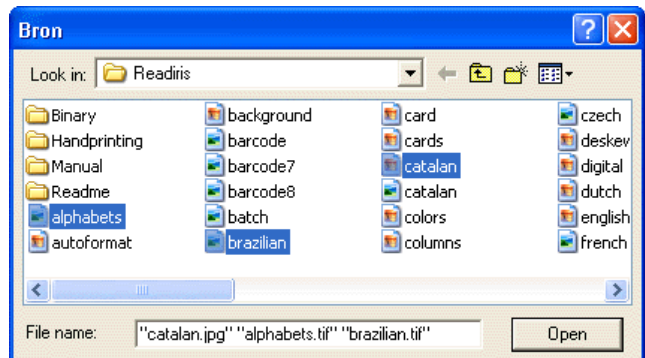 Bron
Look in: Readiris
Binary background card czech
Handprinting barcode cards deskew
Manual barcode7 catalan digital
Readme barcode8 catalan dutch
alphabets batch colors english
autoformat brazilian columns french
File name: "catalan.jpg" "alphabets.tif" "brazilian.tif" Open